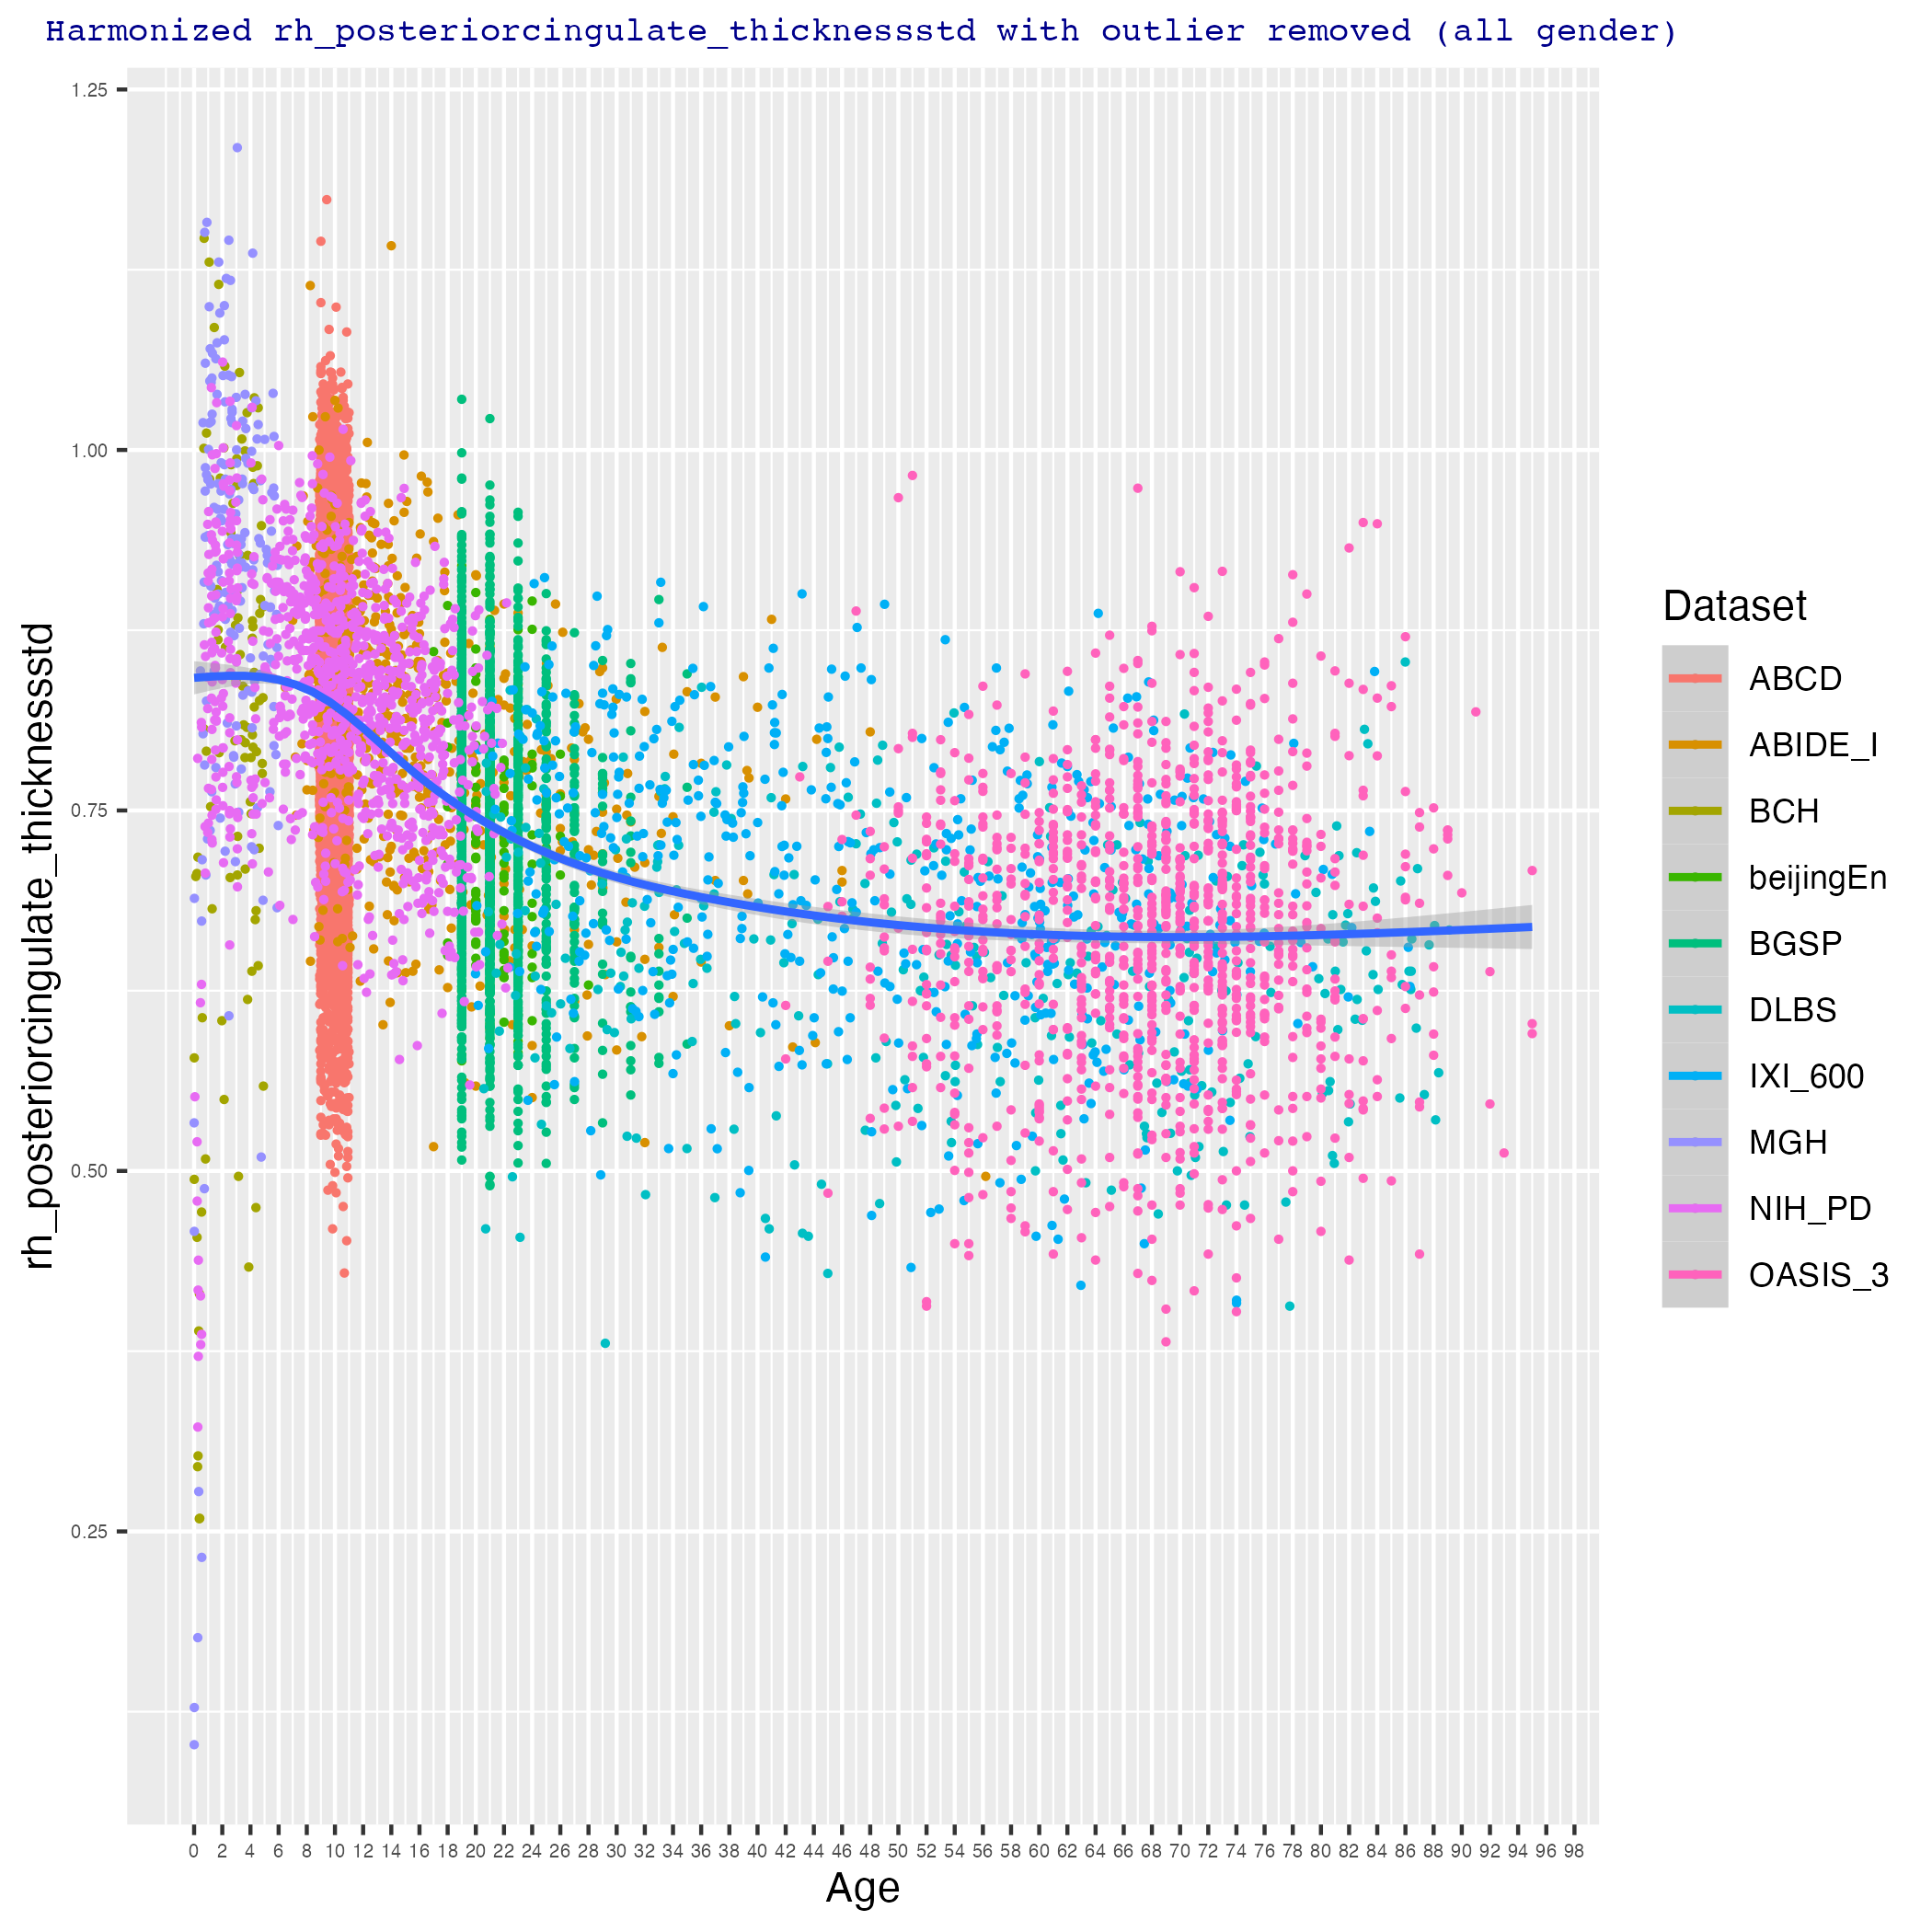 Harmonized rh_posteriorcingulate_thicknessstd with outlier removed (all gender)
rh_posteriorcingulate_thicknessstd
1.25
1.00
0.75
0.50
0.25
0 2 4 6 8 10 12 14 16 18 20 22 24 26 28 30 32 34 36 38 40 42 44 46 48 50 52 54 56 58 60 62 64 66 68 70 72 74 76 78 80 82 84 86 88 90 92 94 96 98
Age
Dataset
ABCD
ABIDE_I
BCH
beijingEn
BGSP
DLBS
IXI_600
MGH
NIH_PD
OASIS_3